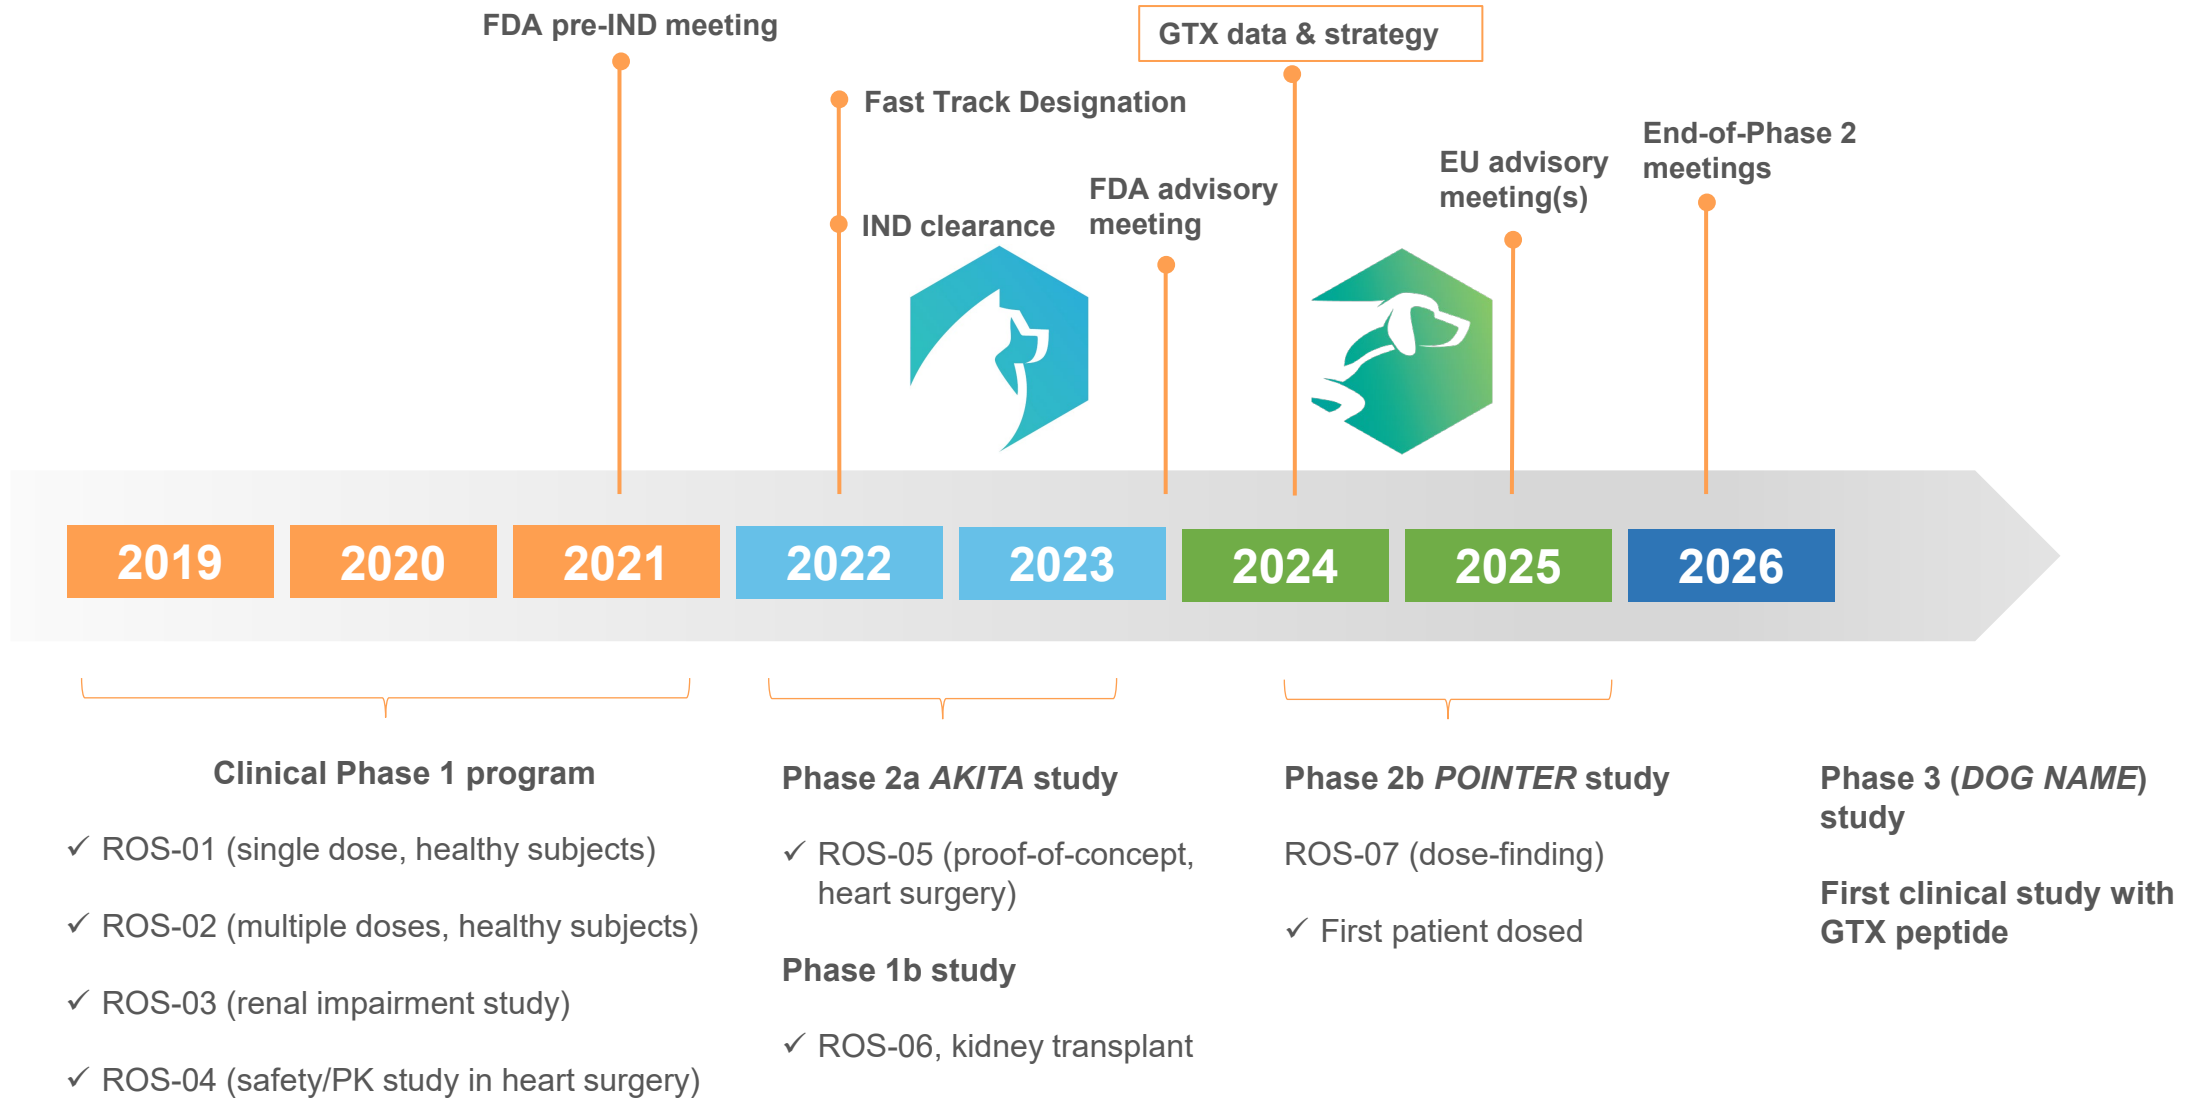 FDA pre-IND meeting
GTX data & strategy
Fast Track Designation
IND clearance
FDA advisory
meeting
EU advisory
meeting(s)
End-of-Phase 2
meetings
2019
2020
2021
2022
2023
2024
2025
2026
Clinical Phase 1 program
✓ ROS-01 (single dose, healthy subjects)
✓ ROS-02 (multiple doses, healthy subjects)
✓ ROS-03 (renal impairment study)
✓ ROS-04 (safety/PK study in heart surgery)
Phase 2a AKITA study
✓ ROS-05 (proof-of-concept,
heart surgery)
Phase 1b study
✓ ROS-06, kidney transplant
Phase 2b POINTER study
ROS-07 (dose-finding)
✓ First patient dosed
Phase 3 (DOG NAME)
study
First clinical study with
GTX peptide